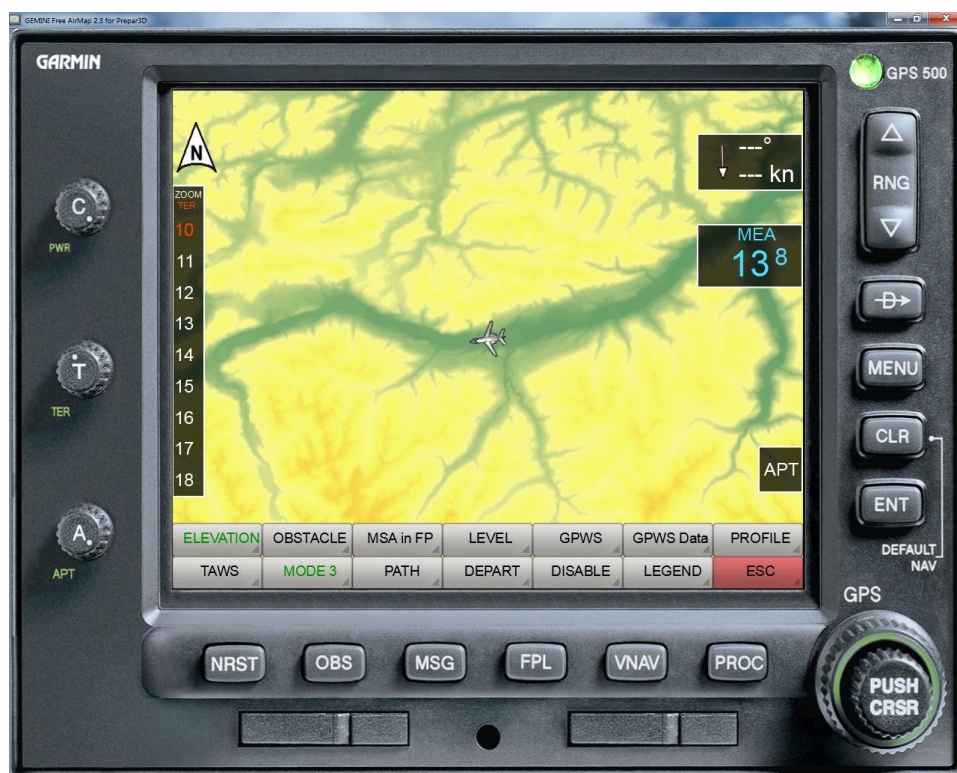 GEMINI Free AirMap 2.3 for Prepar3D
GARMIN
GPS 500
N
---°
--- kn
RNG
C
PWR
ZOOM
TER
10
11
12
13
14
15
16
17
18
MEA
13 8
D
T
TER
MENU
CLR
APT
A
APT
ENT
DEFAULT
NAV
ELEVATION OBSTACLE MSA in FP LEVEL GPWS GPWS Data PROFILE
TAWS MODE 3 PATH DEPART DISABLE LEGEND ESC
GPS
NRST OBS MSG FPL VNAV PROC
PUSH
CRSR